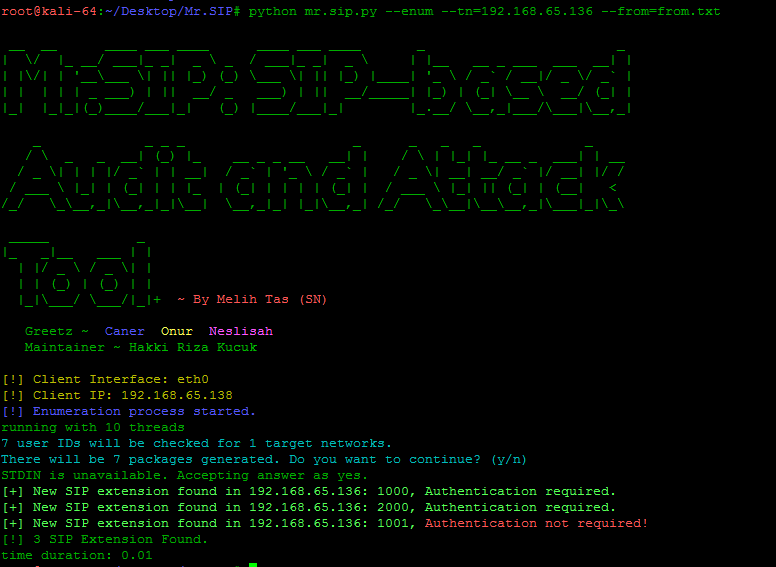 root@kali-64:~/Desktop/Mr.SIP# python mr.sip.py --enum --tn=192.168.65.136 --from=from.txt
Mr.SIP: SIP-based
Audit and Attack
Tool
~ By Melih Tas (SN)
Greetz ~ Caner Onur Neslisah
Maintainer ~ Hakki Riza Kucuk
[!] Client Interface: eth0
[!] Client IP: 192.168.65.138
[!] Enumeration process started.
running with 10 threads
7 user IDs will be checked for 1 target networks.
There will be 7 packages generated. Do you want to continue? (y/n)
STDIN is unavailable. Accepting answer as yes.
[+] New SIP extension found in 192.168.65.136: 1000, Authentication required.
[+] New SIP extension found in 192.168.65.136: 2000, Authentication required.
[+] New SIP extension found in 192.168.65.136: 1001, Authentication not required!
[!] 3 SIP Extension Found.
time duration: 0.01